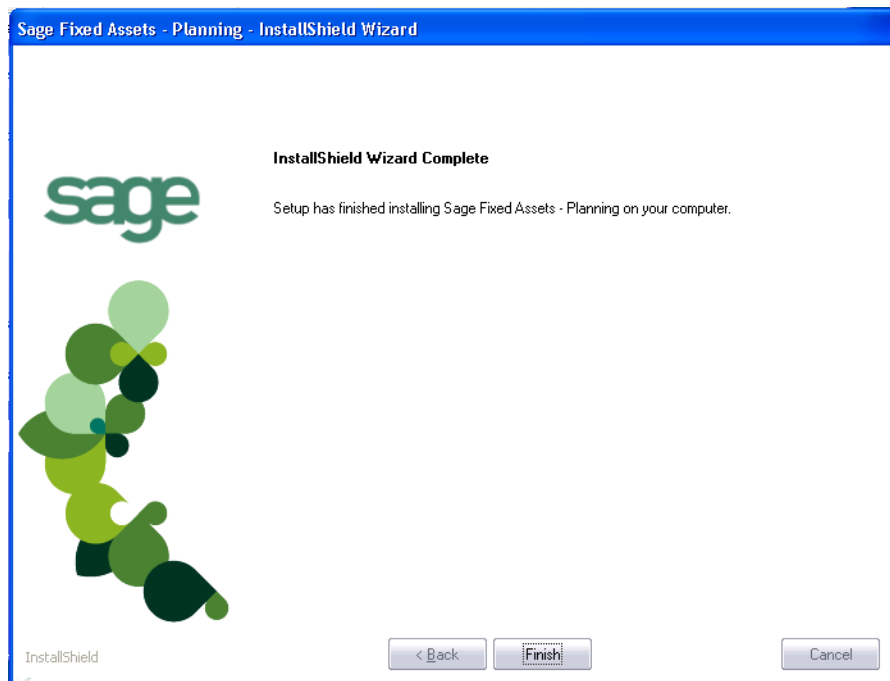 Sage Fixed Assets - Planning - InstallShield Wizard
InstallShield Wizard Complete
sage
Setup has finished installing Sage Fixed Assets - Planning on your computer.
InstallShield
< Back
Finish
Cancel